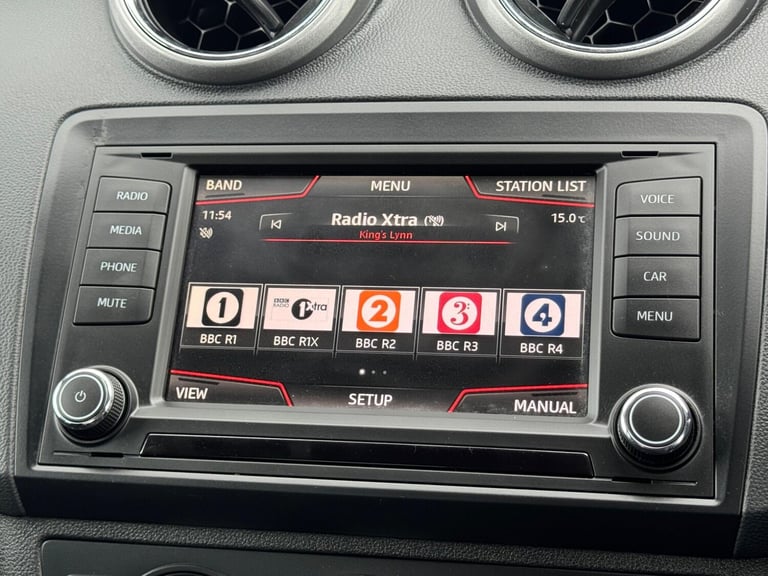 BAND MENU STATION LIST
11:54 Radio Xtra 15.0 °C
King's Lynn
1 BBC RADIO 1Xtra 2 3 4
BBC R1 BBC R1X BBC R2 BBC R3 BBC R4
VIEW SETUP MANUAL
RADIO
MEDIA
PHONE
MUTE
VOICE
SOUND
CAR
MENU